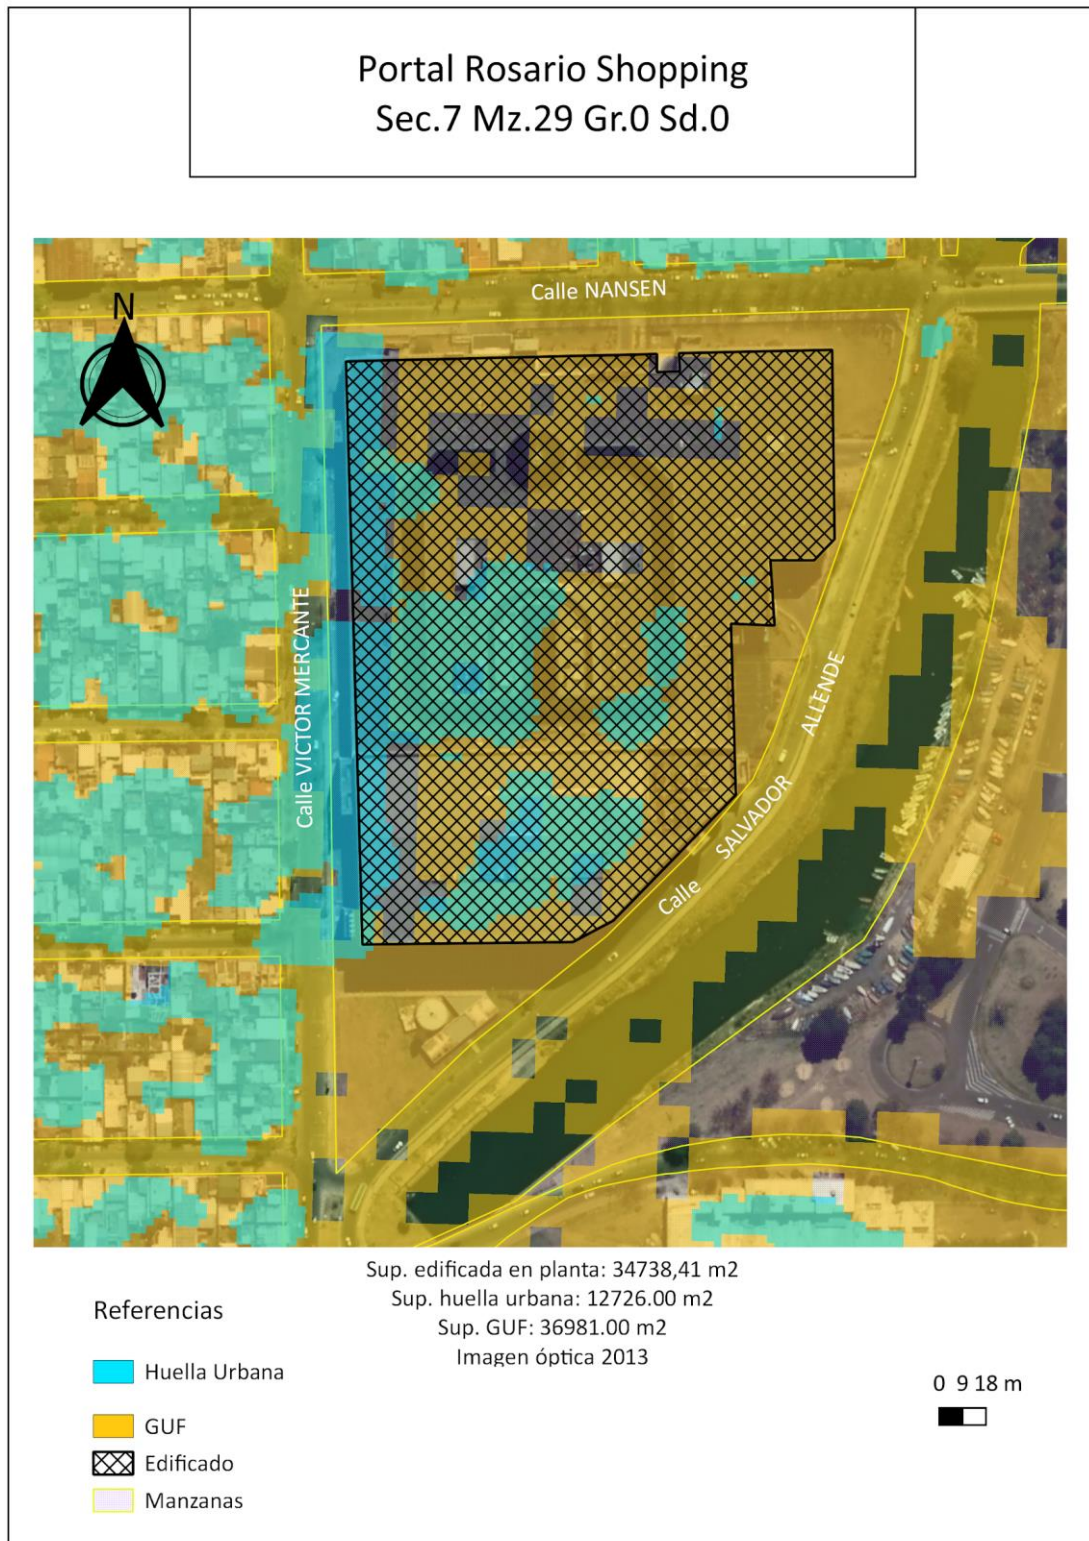 Portal Rosario Shopping
Sec.7 Mz.29 Gr.0 Sd.0
Calle NANSEN
N
Calle VICTOR MERCANTE
Calle SALVADOR ALLENDE
Sup. edificada en planta: 34738,41 m2
Sup. huella urbana: 12726.00 m2
Sup. GUF: 36981.00 m2
Imagen óptica 2013
Referencias
Huella Urbana
GUF
Edificado
Manzanas
0 9 18 m